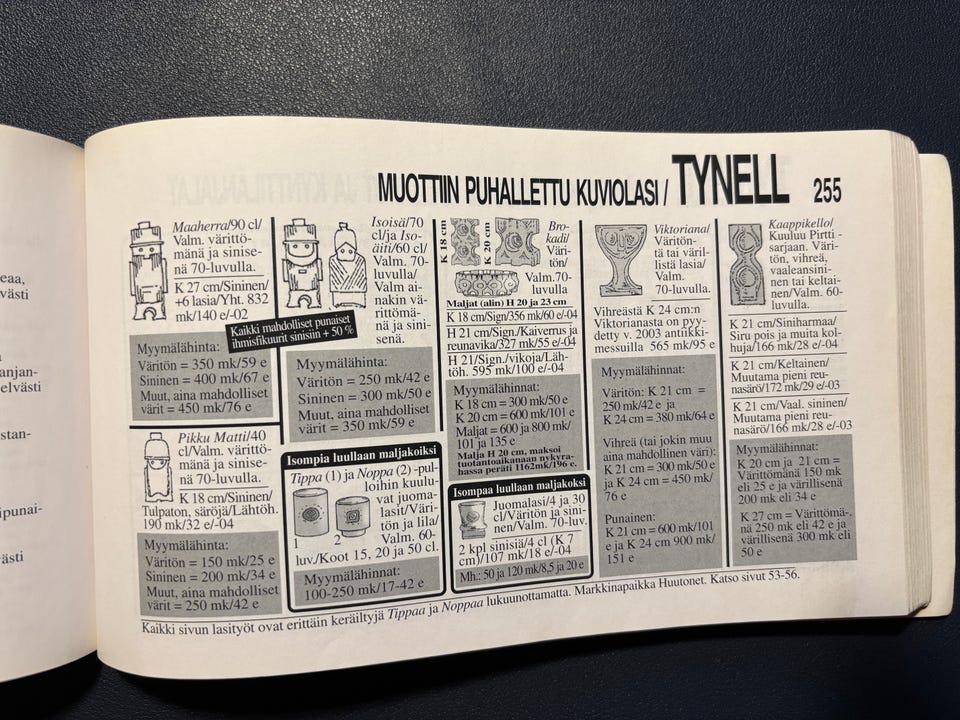 eaa,
västi
anjan-
elvästi
stan-
ipunai-
ästi
MUOTTIIN PUHALLETTU KUVIOLASI / TYNELL 255
Maaherra/90 cl/
Valm. värittö-
mänä ja sinise-
nä 70-luvulla.
K 27 cm/Sininen/
+6 lasia/Yht. 832
mk/140 e/-02
Myymälähinta:
Väritön = 350 mk/59 e
Sininen = 400 mk/67 e
Muut, aina mahdolliset
värit = 450 mk/76 e
Pikku Matti/40
cl/Valm. värittö-
mänä ja sinise-
nä 70-luvulla.
K 18 cm/Sininen/
Tulpaton, säröjä/Lähtöh.
190 mk/32 e/-04
Myymälähinta:
Väritön = 150 mk/25 e
Sininen = 200 mk/34 e
Muut, aina mahdolliset
värit = 250 mk/42 e
Isoisä/70
cl/ja Iso-
äiti/60 cl/
Valm. 70-
luvulla/
Valm ai-
nakin vä-
rittömä-
nä ja sini-
senä.
Kaikki mahdolliset punaiset
ihmisfikuurit sinisiin + 50 %
Myymälähinta:
Väritön = 250 mk/42 e
Sininen = 300 mk/50 e
Muut, aina mahdolliset
värit = 350 mk/59 e
Isompia luullaan maljakoiksi
Tippa (1) ja Noppa (2) -pul-
loihin kuulu-
vat juoma-
lasit/Väri-
tön ja lila/
Valm. 60-
luv./Koot 15, 20 ja 50 cl.
1
2
Myymälähinnat:
100-250 mk/17-42 e
K 18 cm
K 20 cm
Bro-
kadi/
Väri-
tön/
Valm.70-
luvulla
Maljat (alin) H 20 ja 23 cm
K 18 cm/Sign/356 mk/60 e/-04
H 21 cm/Sign./Kaiverrus ja
reunavika/327 mk/55 e/-04
H 21/Sign./vikoja/Läh-
töh. 595 mk/100 e/-04
Myymälähinnat:
K 18 cm = 300 mk/50 e
K 20 cm = 600 mk/101 e
Maljat = 600 ja 800 mk/
101 ja 135 e
Malja H 20 cm, maksoi
tuotantoaikanaan nykyra-
hassa peräti 1162mk/196 e.
Isompaa luullaan maljakoksi
Juomalasi/4 ja 30
cl/Väritön ja sini-
nen/Valm. 70-luv.
2 kpl sinisiä/4 cl (K 7
cm)/107 mk/18 e/-04
Mh.: 50 ja 120 mk/8,5 ja 20 e
Viktoriana/
Väritön-
tä tai väril-
listä lasia/
Valm.
70-luvulla.
Vihreästä K 24 cm:n
Viktorianasta on pyy-
detty v. 2003 antiikki-
messuilla 565 mk/95 e
Myymälähinnat:
Väritön: K 21 cm =
250 mk/42 e ja
K 24 cm = 380 mk/64 e
Vihreä (tai jokin muu
aina mahdollinen väri):
K 21 cm = 300 mk/50 e
ja K 24 cm = 450 mk/
76 e
Punainen:
K 21 cm = 600 mk/101
e ja K 24 cm 900 mk/
151 e
Kaappikello/
Kuuluu Pirtti -
sarjaan. Väri-
tön, vihreä,
vaaleansini-
nen tai keltai-
nen/Valm. 60-
luvulla.
K 21 cm/Siniharmaa/
Siru pois ja muita kol-
huja/166 mk/28 e/-04
K 21 cm/Keltainen/
Muutama pieni reu-
nasärö/172 mk/29 e/-03
K 21 cm/Vaal. sininen/
Muutama pieni reu-
nasärö/166 mk/28 e/-03
Myymälähinnat:
K 20 cm ja 21 cm =
Värittömänä 150 mk
eli 25 e ja värillisenä
200 mk eli 34 e
K 27 cm = Värittömä-
nä 250 mk eli 42 e ja
värillisenä 300 mk eli
50 e
Kaikki sivun lasityöt ovat erittäin keräiltyjä Tippaa ja Noppaa lukuunottamatta. Markkinapaikka Huutonet. Katso sivut 53-56.